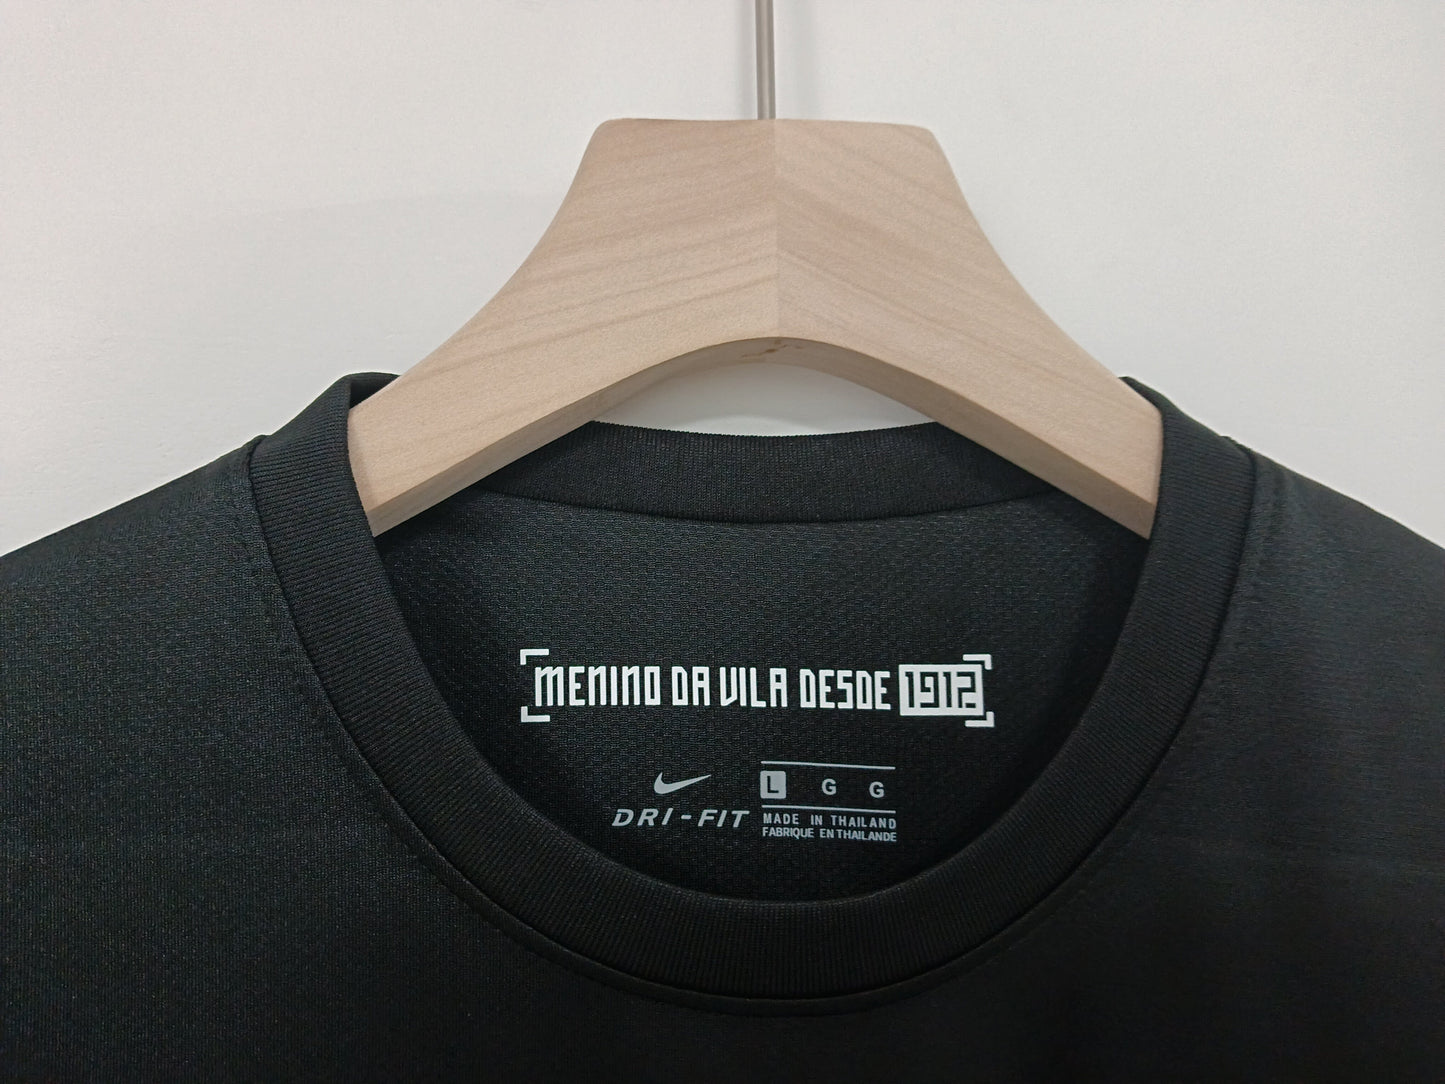 MENINO DA VILA DESDE 1912
L G G
DRI-FIT
MADE IN THAILAND
FABRIQUE EN THAILANDE